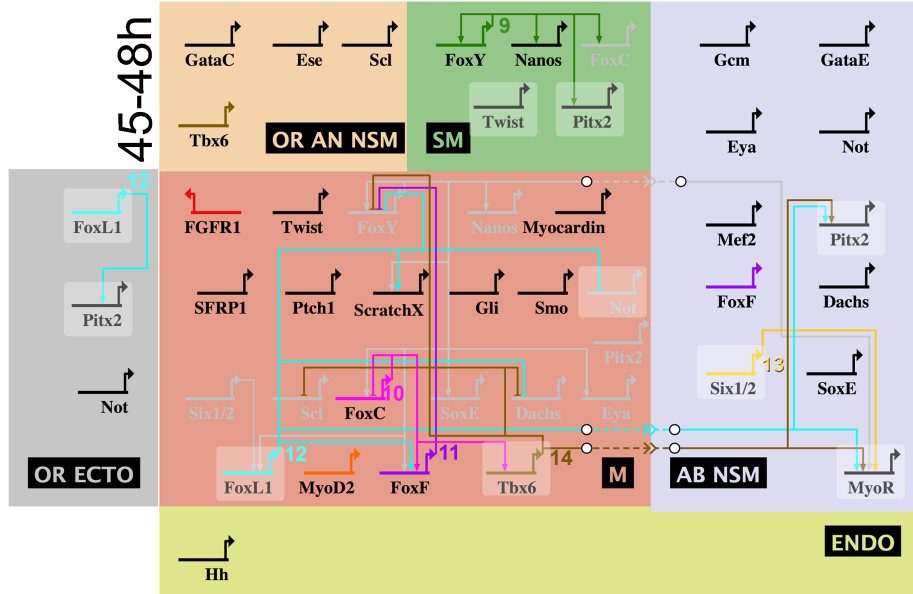 45-48h
GataC Ese Scl
Tbx6
OR AN NSM
9
FoxY Nanos FoxC
Twist Pitx2
SM
Gcm GataE
Eye Not
Mef2 Pitx2
FoxF Dachs
13
Six1/2 SoxE
AB NSM
MyoR
12
FoxL1
Pitx2
Not
OR ECTO
FGFR1 Twist FoxY Nanos Myocardin
SFRP1 Ptch1 ScratchX Gli Smo Not
Pitx2
10
Six1/2 Scl FoxC SoxE Dachs Eya
12 11 14
FoxL1 MyoD2 FoxF Tbx6
M
Hh
ENDO